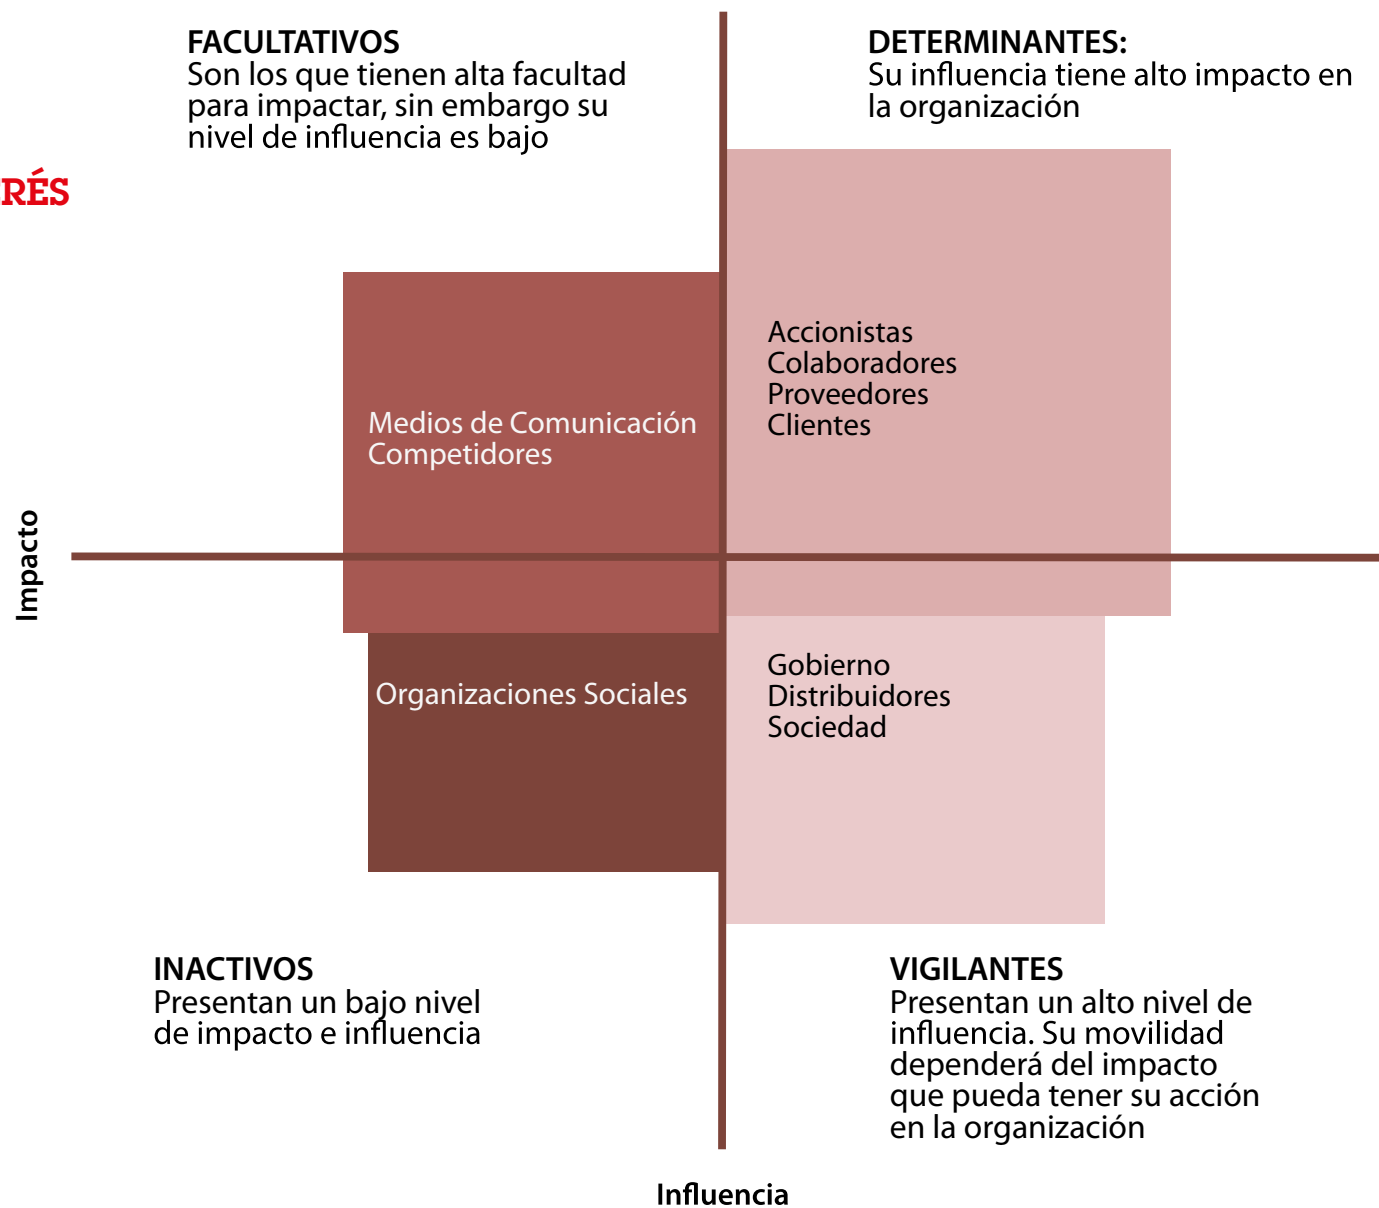 FACULTATIVOS
Son los que tienen alta facultad
para impactar, sin embargo su
nivel de influencia es bajo
DETERMINANTES:
Su influencia tiene alto impacto en
la organización
RÉS
Medios de Comunicación
Competidores
Accionistas
Colaboradores
Proveedores
Clientes
Impacto
Organizaciones Sociales
Gobierno
Distribuidores
Sociedad
INACTIVOS
Presentan un bajo nivel
de impacto e influencia
VIGILANTES
Presentan un alto nivel de
influencia. Su movilidad
dependerá del impacto
que pueda tener su acción
en la organización
Influencia